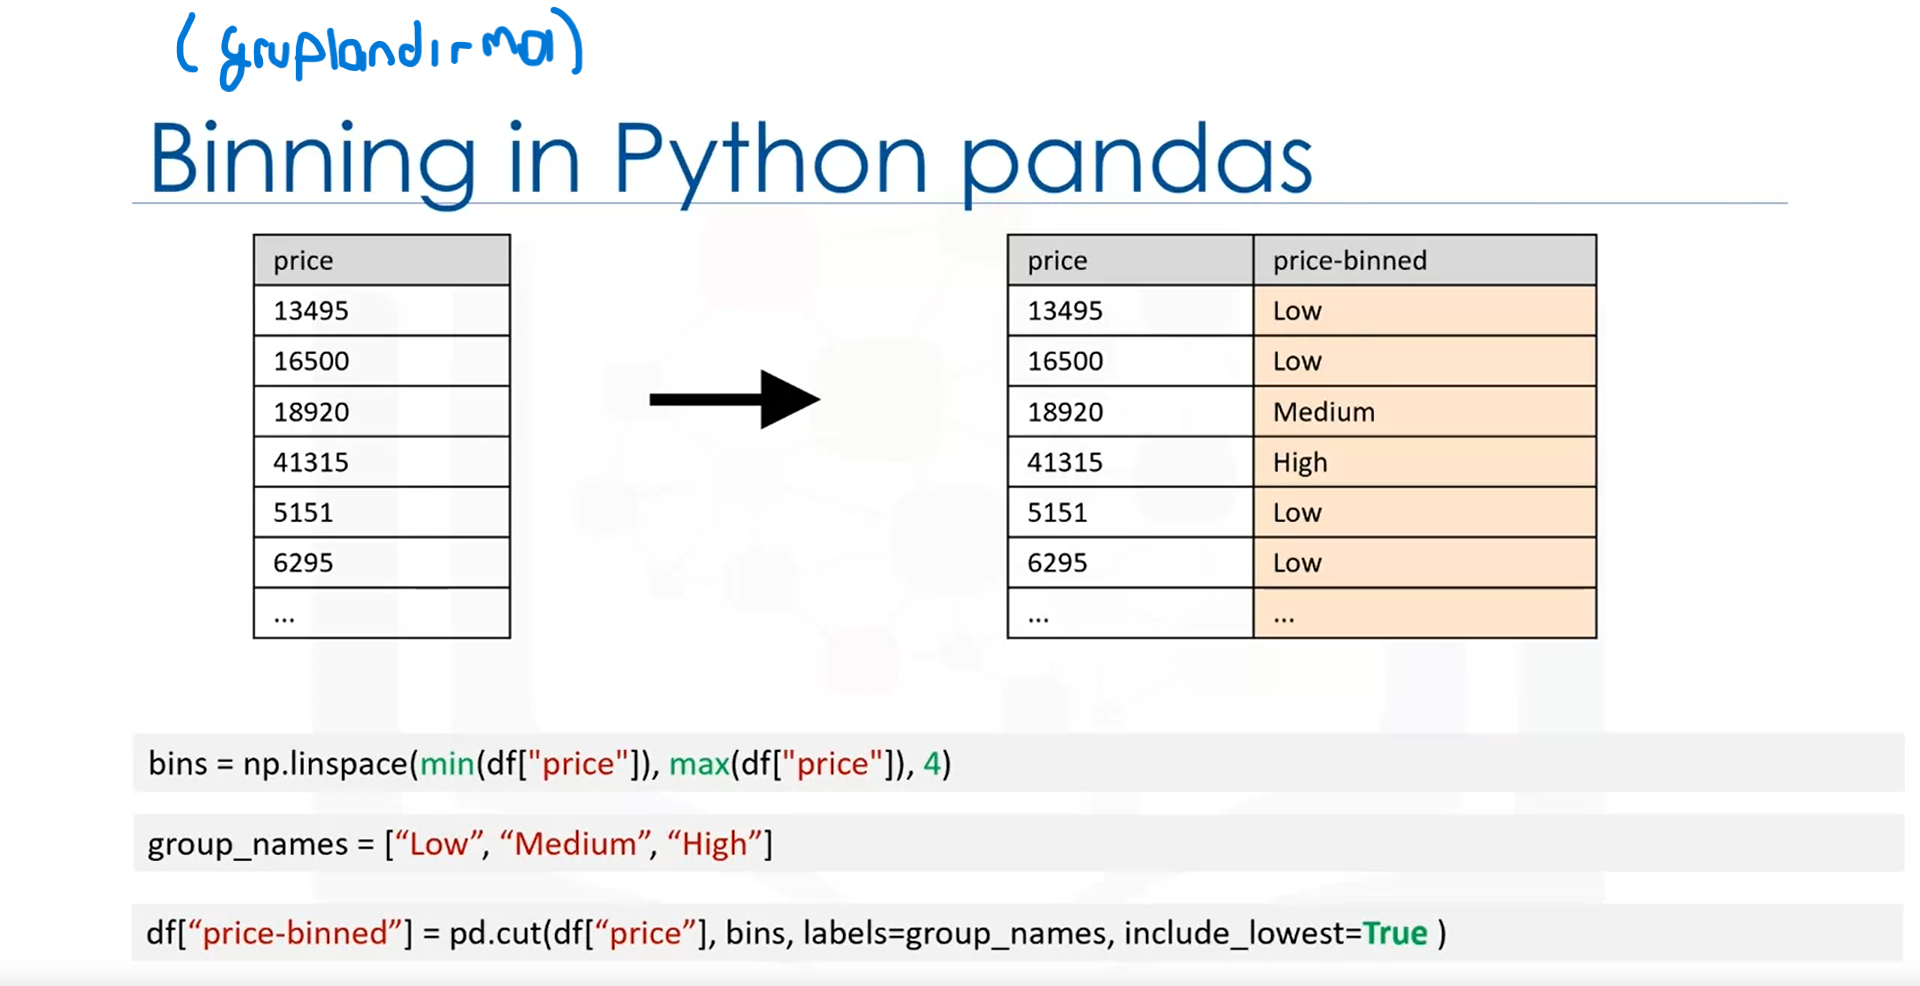 (gruplandırma)
Binning in Python pandas
price
13495
16500
18920
41315
5151
6295
...
price price-binned
13495 Low
16500 Low
18920 Medium
41315 High
5151 Low
6295 Low
... ...
bins = np.linspace(min(df["price"]), max(df["price"]), 4)
group_names = [“Low”, “Medium”, “High”]
df[“price-binned”] = pd.cut(df[“price”], bins, labels=group_names, include_lowest=True )